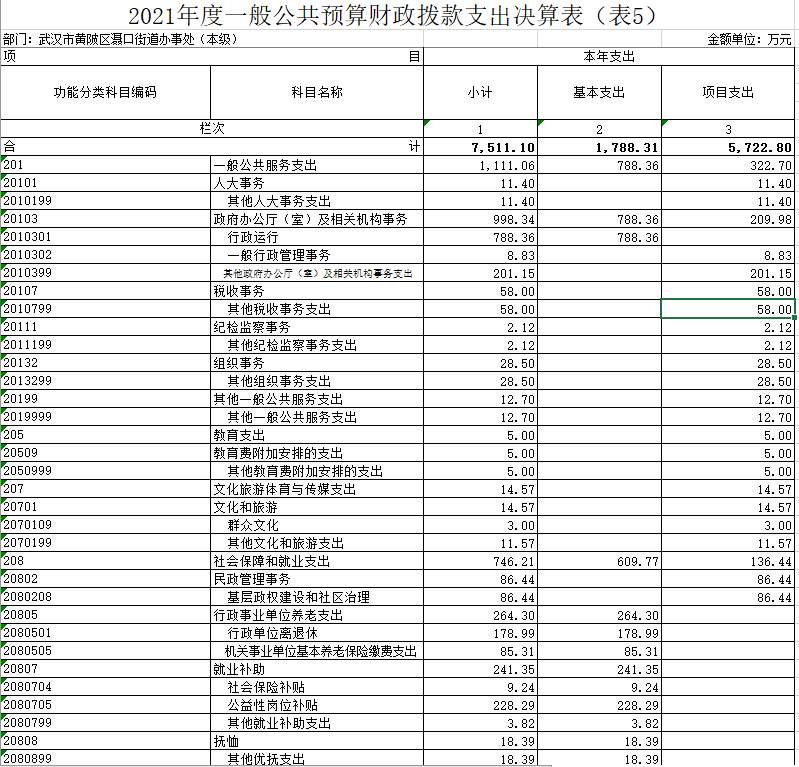 2021年度一般公共预算财政拨款支出决算表（表5）
部门：武汉市黄陂区滠口街道办事处（本级） 金额单位：万元
项 目 本年支出
功能分类科目编码 科目名称 小计 基本支出 项目支出
栏次 1 2 3
合 计 7,511.10 1,788.31 5,722.80
201 一般公共服务支出 1,111.06 788.36 322.70
20101 人大事务 11.40 11.40
2010199 其他人大事务支出 11.40 11.40
20103 政府办公厅（室）及相关机构事务 998.34 788.36 209.98
2010301 行政运行 788.36 788.36
2010302 一般行政管理事务 8.83 8.83
2010399 其他政府办公厅（室）及相关机构事务支出 201.15 201.15
20107 税收事务 58.00 58.00
2010799 其他税收事务支出 58.00 58.00
20111 纪检监察事务 2.12 2.12
2011199 其他纪检监察事务支出 2.12 2.12
20132 组织事务 28.50 28.50
2013299 其他组织事务支出 28.50 28.50
20199 其他一般公共服务支出 12.70 12.70
2019999 其他一般公共服务支出 12.70 12.70
205 教育支出 5.00 5.00
20509 教育费附加安排的支出 5.00 5.00
2050999 其他教育费附加安排的支出 5.00 5.00
207 文化旅游体育与传媒支出 14.57 14.57
20701 文化和旅游 14.57 14.57
2070109 群众文化 3.00 3.00
2070199 其他文化和旅游支出 11.57 11.57
208 社会保障和就业支出 746.21 609.77 136.44
20802 民政管理事务 86.44 86.44
2080208 基层政权建设和社区治理 86.44 86.44
20805 行政事业单位养老支出 264.30 264.30
2080501 行政单位离退休 178.99 178.99
2080505 机关事业单位基本养老保险缴费支出 85.31 85.31
20807 就业补助 241.35 241.35
2080704 社会保险补贴 9.24 9.24
2080705 公益性岗位补贴 228.29 228.29
2080799 其他就业补助支出 3.82 3.82
20808 抚恤 18.39 18.39
2080899 其他优抚支出 18.39 18.39